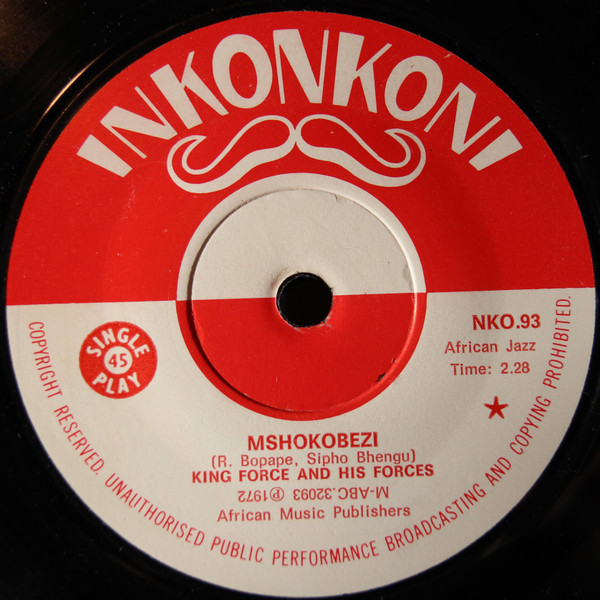 INKONKONI
NKO.93
African Jazz
Time: 2.28
SINGLE
45
PLAY
MSHOKOBEZI
(R. Bopape, Sipho Bhengu)
KING FORCE AND HIS FORCES
M-ABC.32093 ℗ 1972
African Music Publishers
COPYRIGHT RESERVED. UNAUTHORISED PUBLIC PERFORMANCE BROADCASTING AND COPYING PROHIBITED.